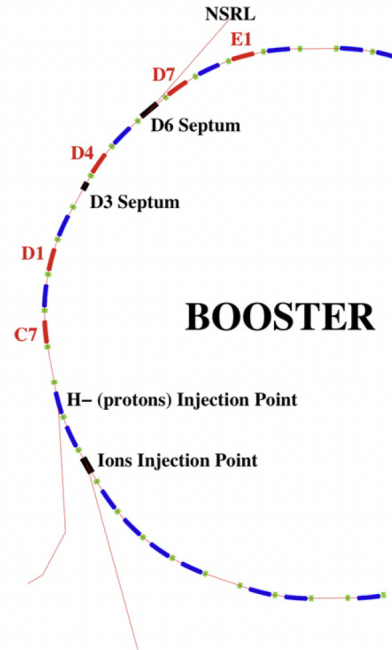 NSRL
E1
D7
D6 Septum
D4
D3 Septum
D1
BOOSTER
C7
H− (protons) Injection Point
Ions Injection Point